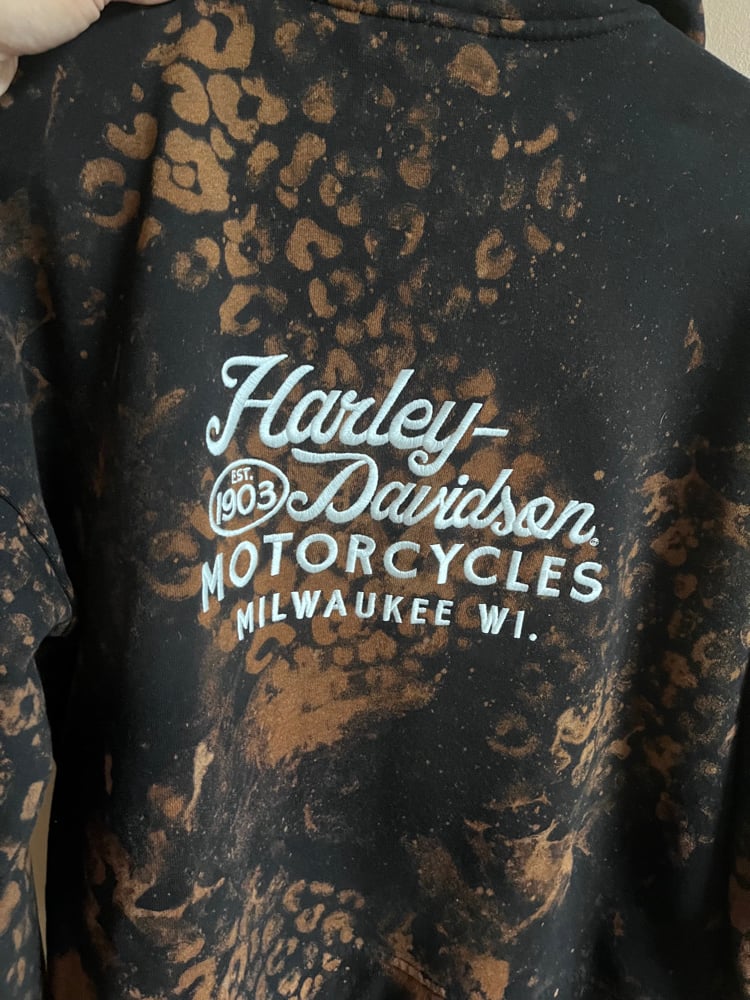 Harley-
EST.
1903
Davidson
MOTORCYCLES
MILWAUKEE WI.